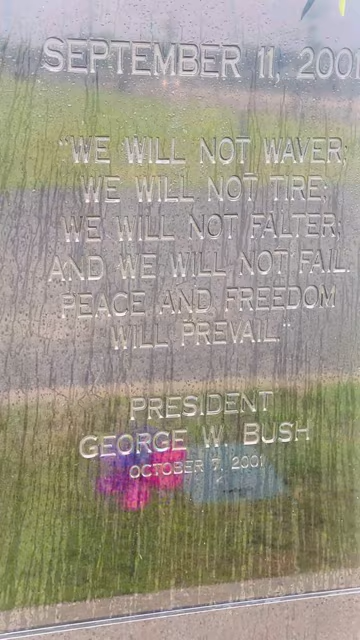 SEPTEMBER 11, 2001
"WE WILL NOT WAVER;
WE WILL NOT TIRE;
WE WILL NOT FALTER;
AND WE WILL NOT FAIL.
PEACE AND FREEDOM
WILL PREVAIL."
PRESIDENT
GEORGE W. BUSH
OCTOBER 7, 2001